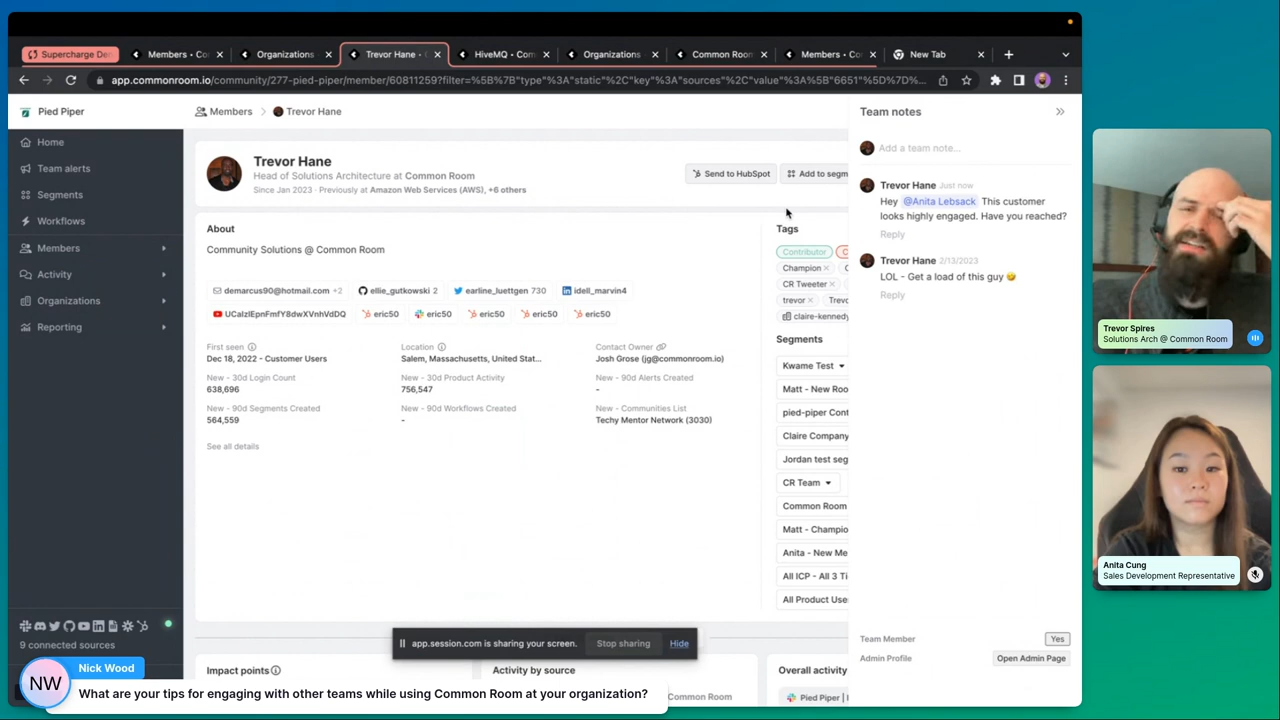 Supercharge Den
Members • Co
Organizations
Trevor Hane •
HiveMQ • Com
Organizations
Common Room
Members • Co
New Tab
app.commonroom.io/community/277-pied-piper/member/60811259?filter=%5B%7B"type"%3A"static"%2C"key"%3A"sources"%2C"value"%3A%5B"6651"%5D%7D%...
Pied Piper
Members
Trevor Hane
Home
Team alerts
Segments
Workflows
Members
Activity
Organizations
Reporting
9 connected sources
Trevor Hane
Head of Solutions Architecture at Common Room
Since Jan 2023 · Previously at Amazon Web Services (AWS), +6 others
Send to HubSpot
Add to segm
About
Community Solutions @ Common Room
demarcus90@hotmail.com +2
ellie_gutkowski 2
earline_luettgen 730
idell_marvin4
UCalzlEpnFmfY8dwXVnhVdDQ
eric50
eric50
eric50
eric50
eric50
First seen
Dec 18, 2022 - Customer Users
Location
Salem, Massachusetts, United Stat...
Contact Owner
Josh Grose (jg@commonroom.io)
New - 30d Login Count
638,696
New - 30d Product Activity
756,547
New - 90d Alerts Created
-
New - 90d Segments Created
564,559
New - 90d Workflows Created
-
New - Communities List
Techy Mentor Network (3030)
See all details
Tags
Contributor
Champion
CR Tweeter
trevor
Trevo
claire-kennedy
Segments
Kwame Test
Matt - New Roo
pied-piper Cont
Claire Company
Jordan test seg
CR Team
Common Room
Matt - Champio
Anita - New Me
All ICP - All 3 Ti
All Product Use
Team notes
Add a team note...
Trevor Hane Just now
Hey @Anita Lebsack This customer
looks highly engaged. Have you reached?
Reply
Trevor Hane 2/13/2023
LOL - Get a load of this guy 🤣
Reply
Team Member
Yes
Admin Profile
Open Admin Page
app.session.com is sharing your screen.
Stop sharing
Hide
Impact points
Activity by source
Common Room
Overall activity
Pied Piper |
NW
Nick Wood
What are your tips for engaging with other teams while using Common Room at your organization?
Trevor Spires
Solutions Arch @ Common Room
Anita Cung
Sales Development Representative